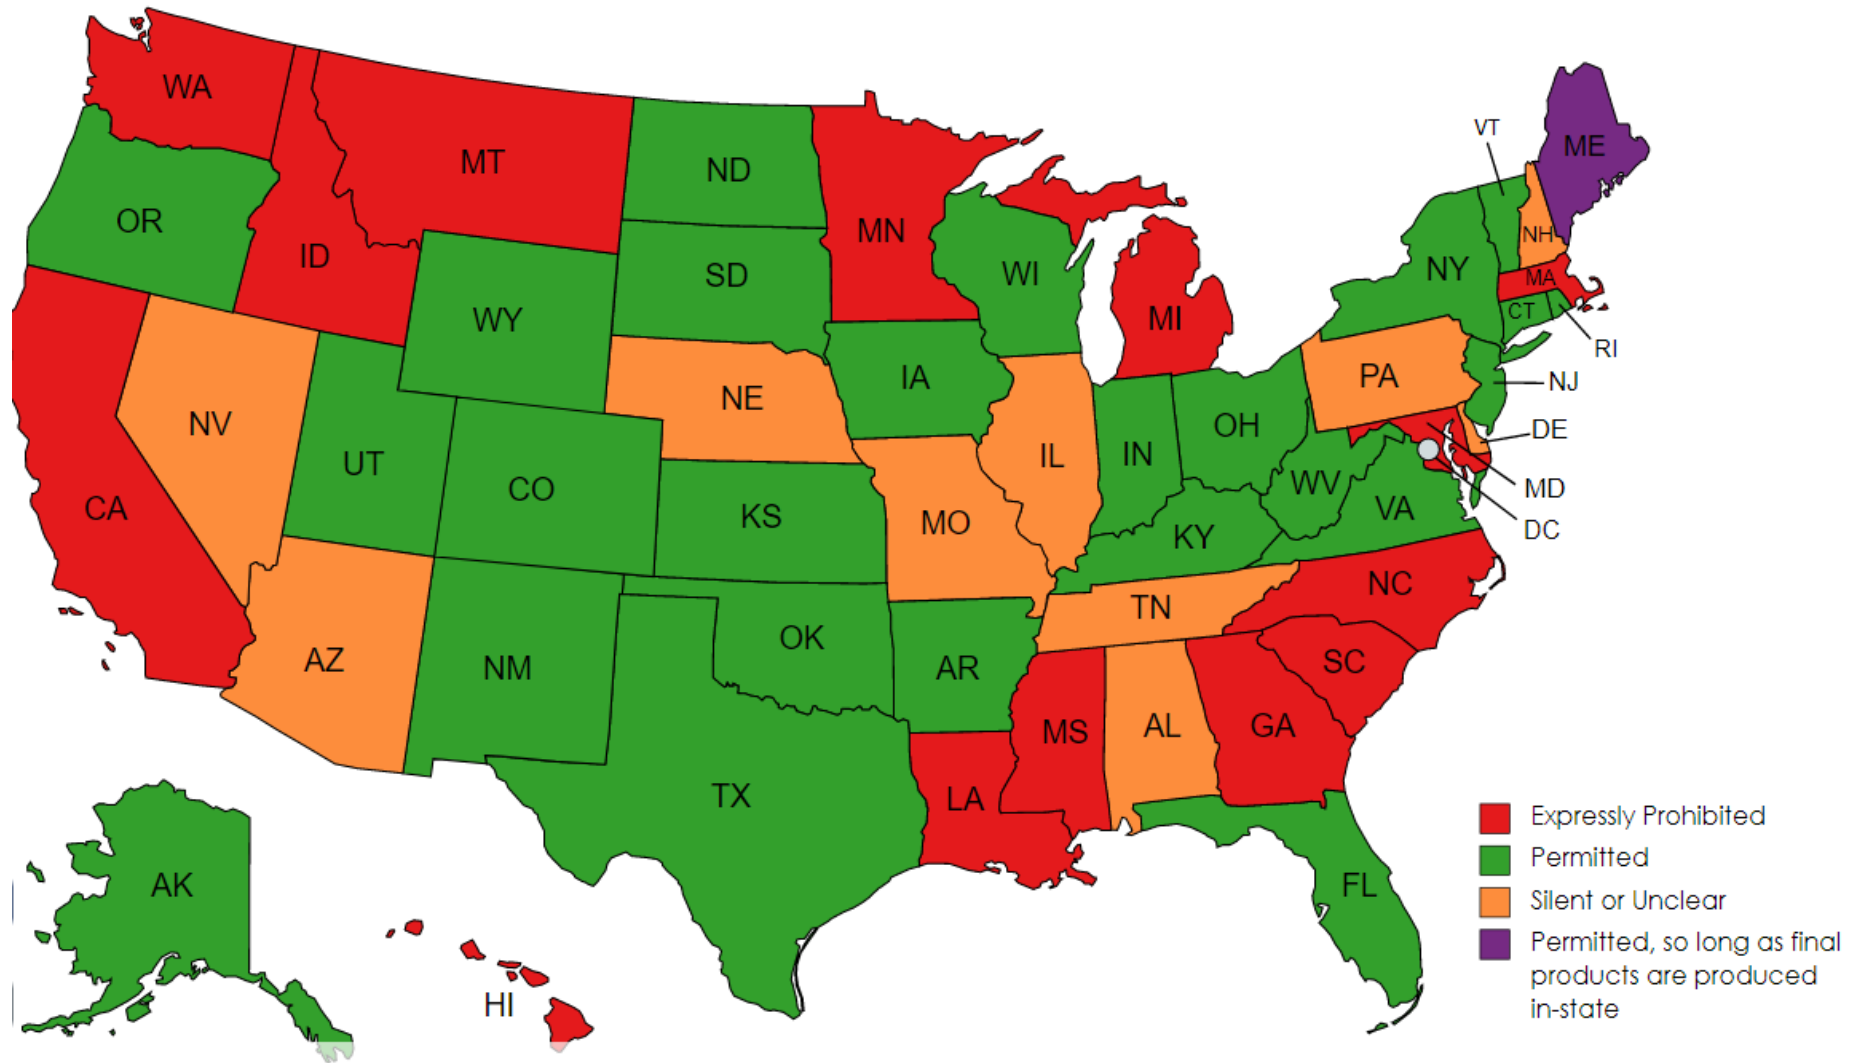 WA
MT
ND
MN
VT
ME
OR
ID
SD
WI
NH
NY
MA
WY
MI
CT
RI
NE
IA
PA
NJ
NV
UT
CO
IL
IN
OH
DE
CA
KS
MO
WV
VA
MD
KY
DC
AZ
NM
OK
AR
TN
NC
SC
TX
LA
MS
AL
GA
AK
HI
FL
Expressly Prohibited
Permitted
Silent or Unclear
Permitted, so long as final
products are produced
in-state